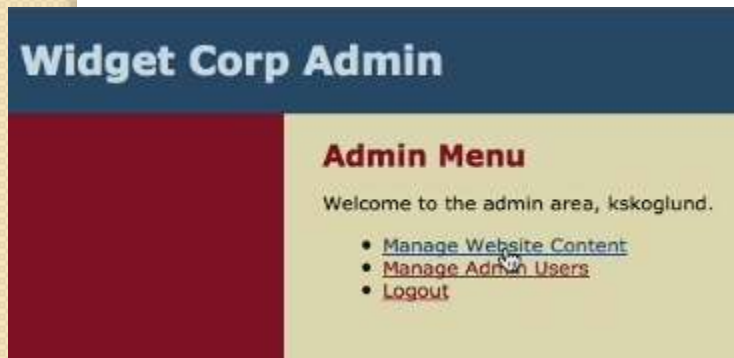 Widget Corp Admin
Admin Menu
Welcome to the admin area, kskoglund.
Manage Website Content
Manage Admin Users
Logout